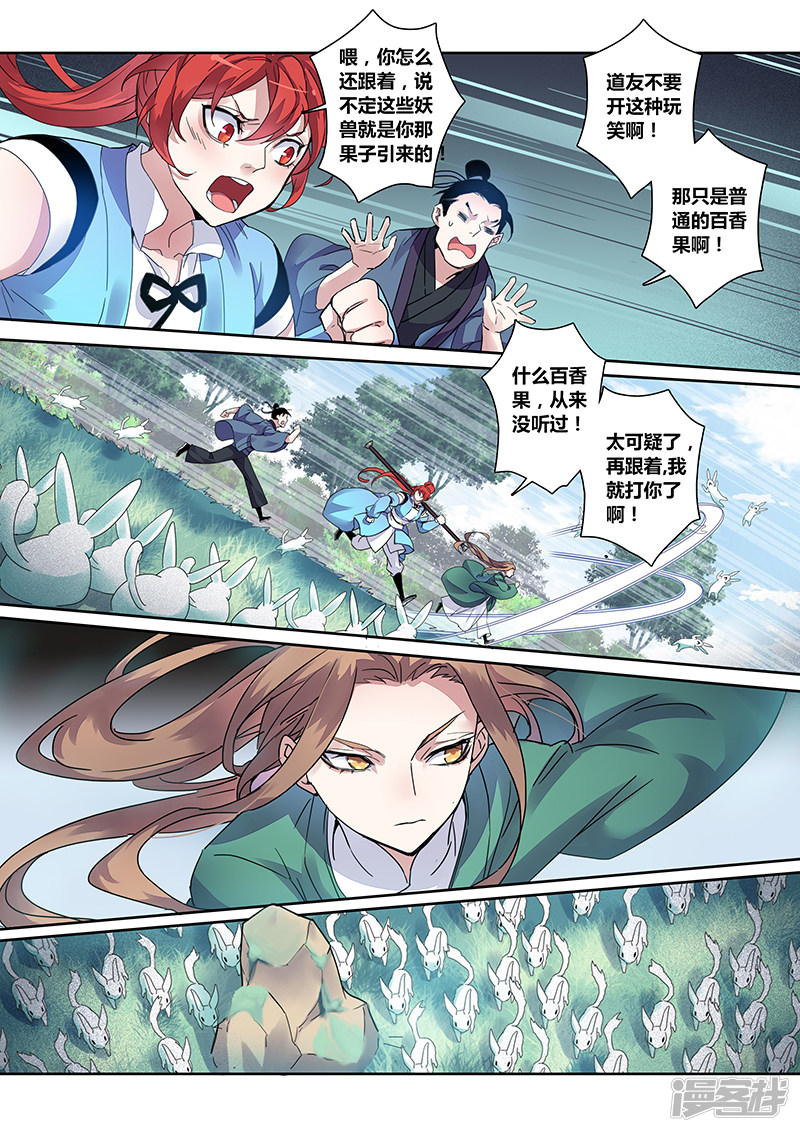 喂，你怎么
还跟着，说
不定这些妖
兽就是你那
果子引来的！
道友不要
开这种玩
笑啊！
那只是普
通的百香
果啊！
什么百香
果，从来
没听过！
太可疑了，
再跟着,我
就打你了
啊！
漫客栈